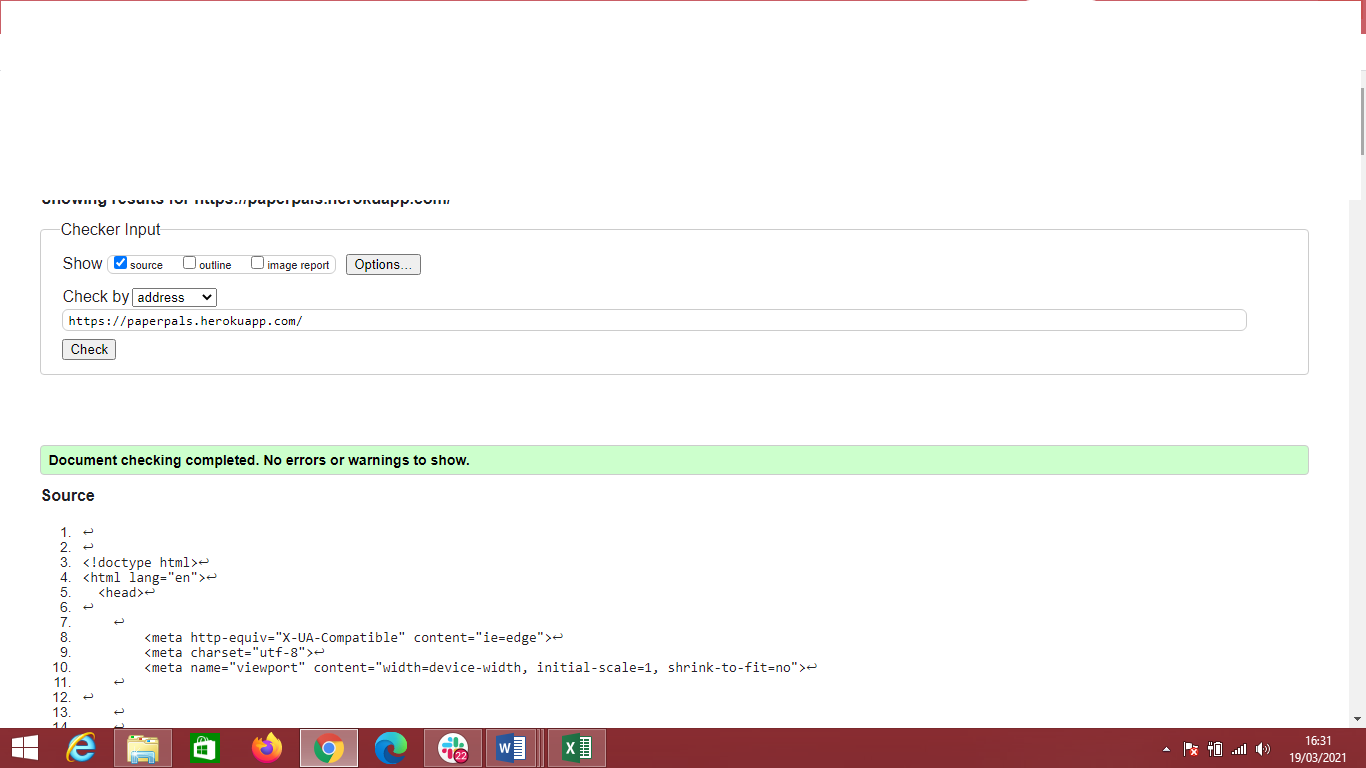 Showing results for https://paperpals.herokuapp.com/
Checker Input
Show source outline image report Options...
Check by address
https://paperpals.herokuapp.com/
Check
Document checking completed. No errors or warnings to show.
Source
1. ↩
2. ↩
3. <!doctype html>↩
4. <html lang="en">↩
5. <head>↩
6. ↩
7. ↩
8. <meta http-equiv="X-UA-Compatible" content="ie=edge">↩
9. <meta charset="utf-8">↩
10. <meta name="viewport" content="width=device-width, initial-scale=1, shrink-to-fit=no">↩
11. ↩
12. ↩
13. ↩
14. ↩
22
16:31
19/03/2021